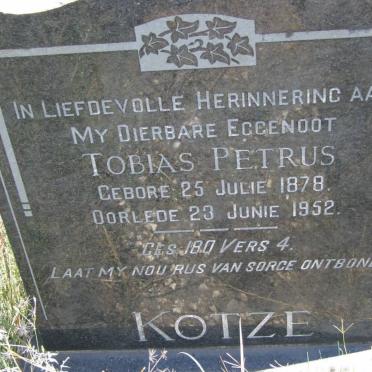 IN LIEFDEVOLLE HERINNERING AA
MY DIERBARE EGGENOOT
TOBIAS PETRUS
GEBORE 25 JULIE 1878.
OORLEDE 23 JUNIE 1952.
GES. 180 VERS 4.
LAAT MY NOU RUS VAN SORGE ONTBOND
KOTZE